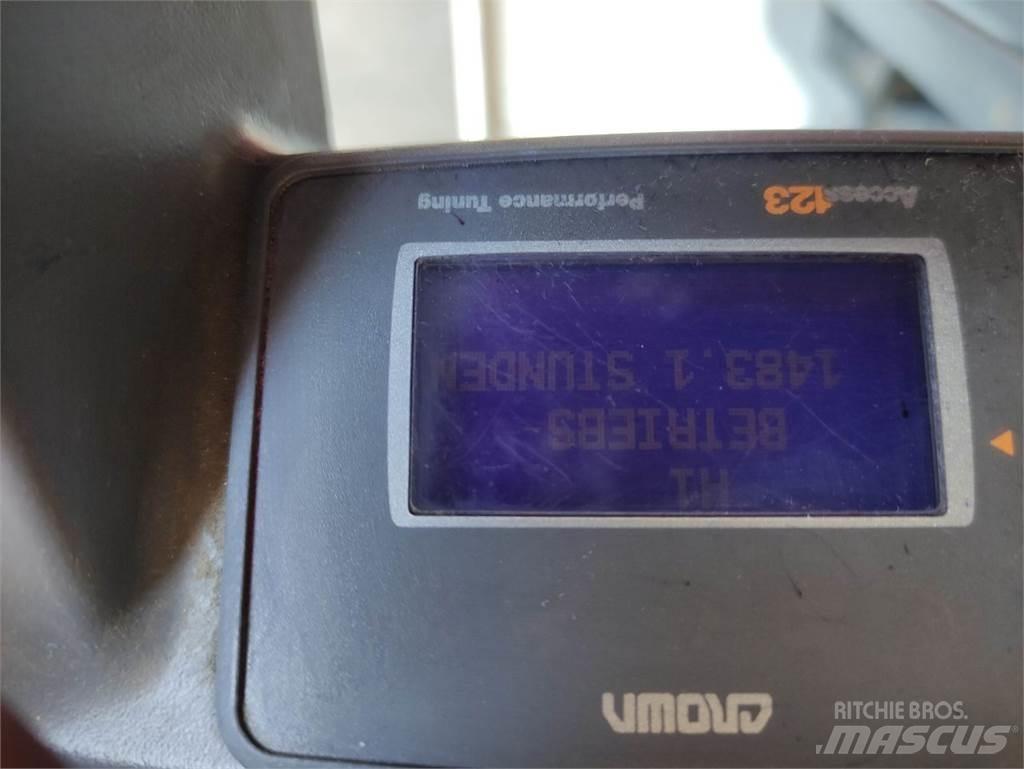 CROWN
H1
BETRIEBS
1483.1 STUNDEN
Access 123
Performance Tuning
RITCHIE BROS.
MASCUS